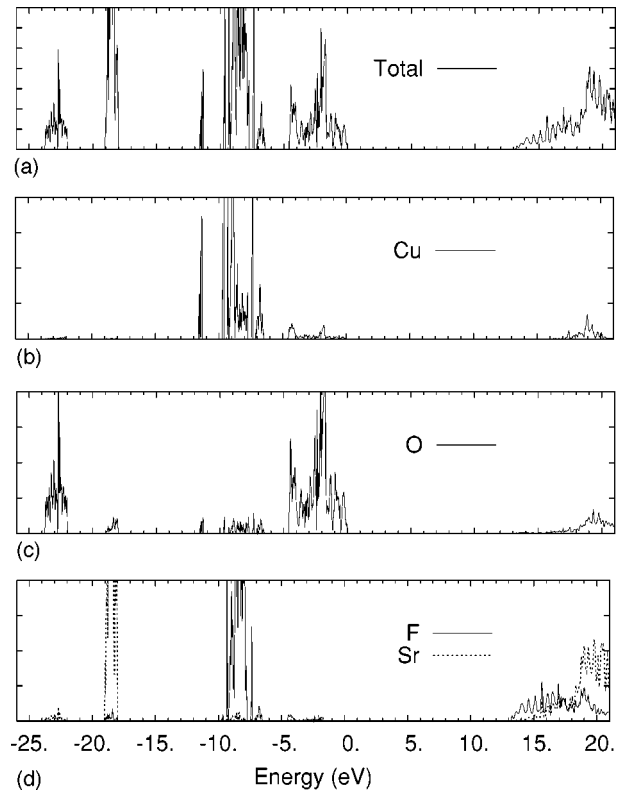 Total
(a)
Cu
(b)
O
(c)
F
Sr
-25. -20. -15. -10. -5. 0. 5. 10. 15. 20.
(d) Energy (eV)